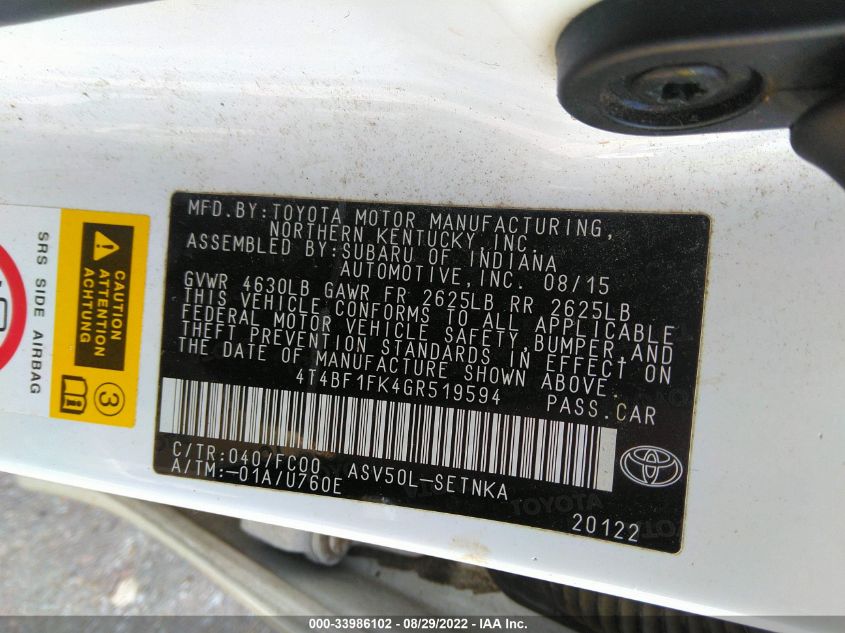 MFD.BY:TOYOTA MOTOR MANUFACTURING,
NORTHERN KENTUCKY,INC.
ASSEMBLED BY:SUBARU OF INDIANA
AUTOMOTIVE,INC. 08/15
GVWR 4630LB GAWR FR 2625LB RR 2625LB
THIS VEHICLE CONFORMS TO ALL APPLICABLE
FEDERAL MOTOR VEHICLE SAFETY,BUMPER,AND
THEFT PREVENTION STANDARDS IN EFFECT ON
THE DATE OF MANUFACTURE SHOWN ABOVE.
4T4BF1FK4GR519594 PASS.CAR
C/TR:040/FC00 ASV50L-SETNKA
A/TM:-01A/U760E
20122
TOYOTA
CAUTION
ATTENTION
ACHTUNG
3
SRS SIDE AIRBAG
000-33986102 - 08/29/2022 - IAA Inc.